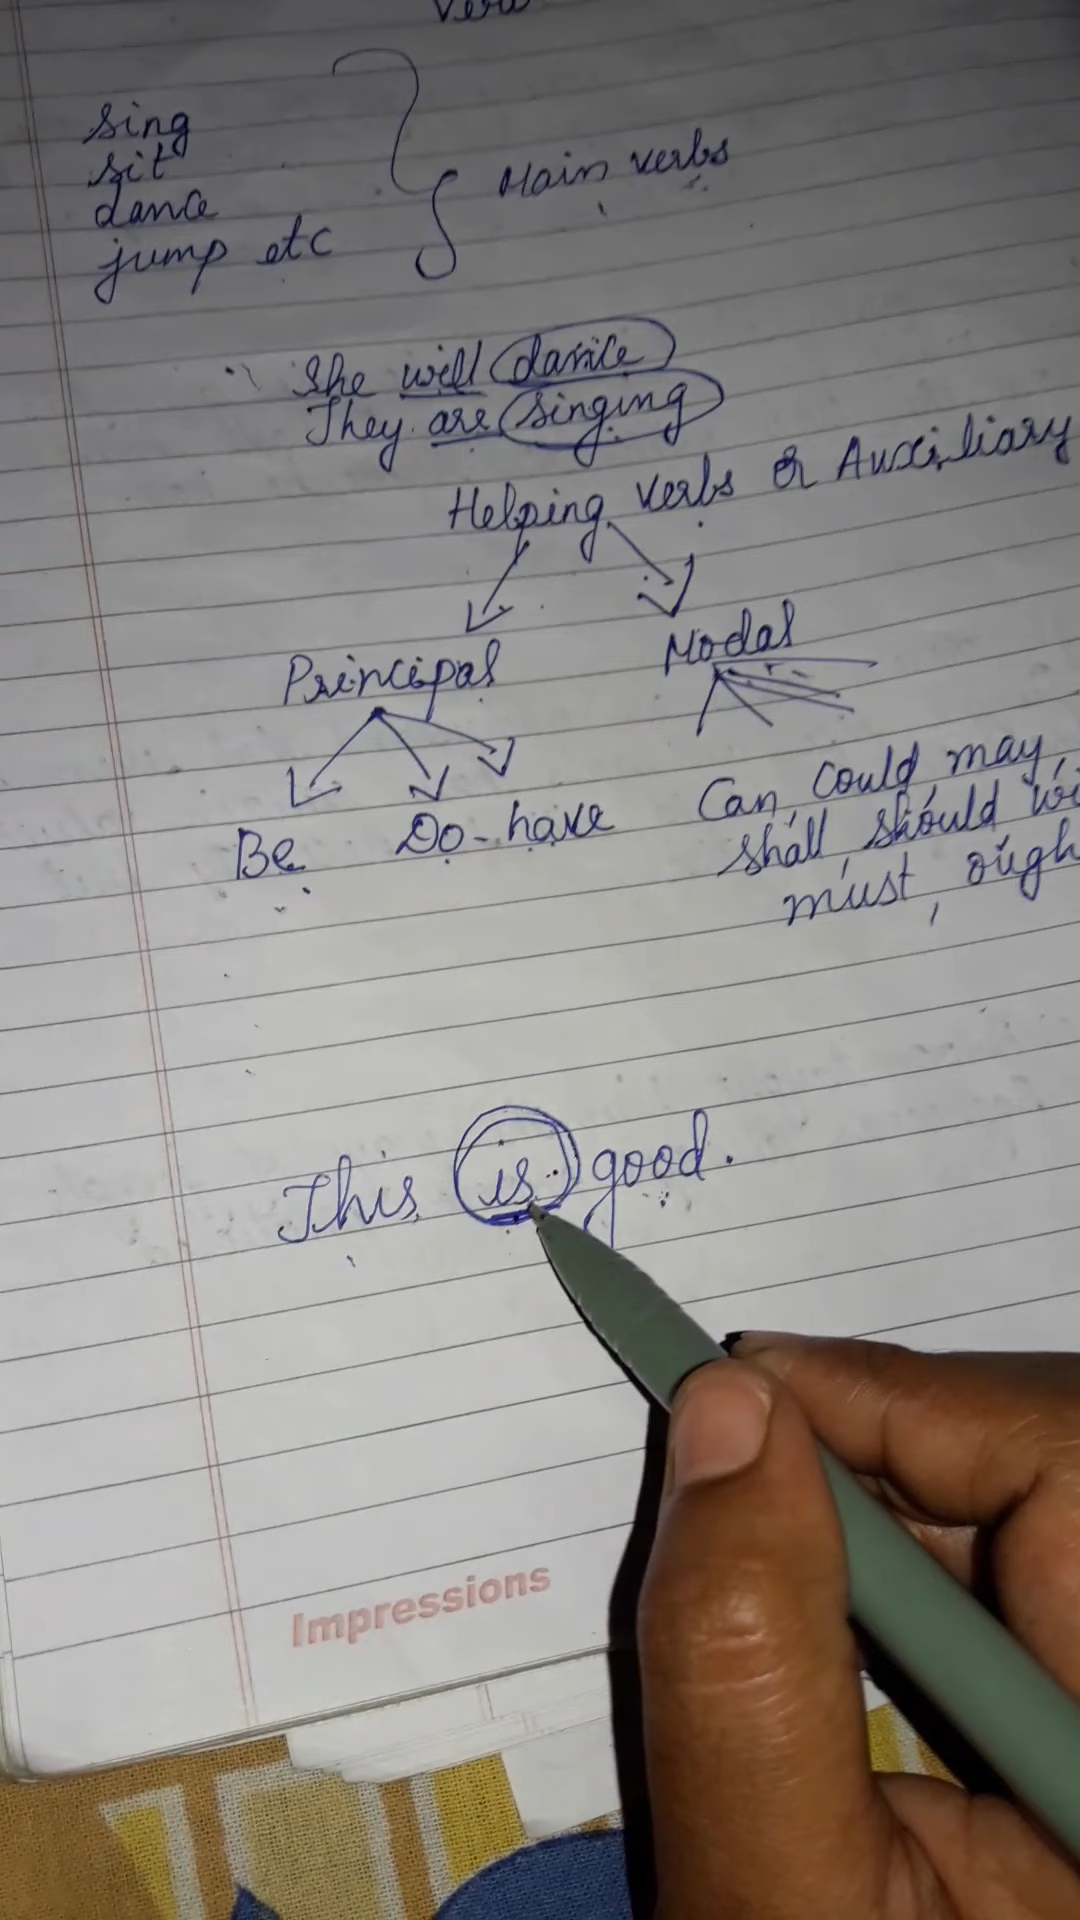 Verb
sing
sit
dance
jump etc
Main verbs
She will dance
They are singing
Helping verbs or Auxiliary
Principal
Modal
Be Do - have
Can, could, may,
shall, should
must,
This is good.
Impressions